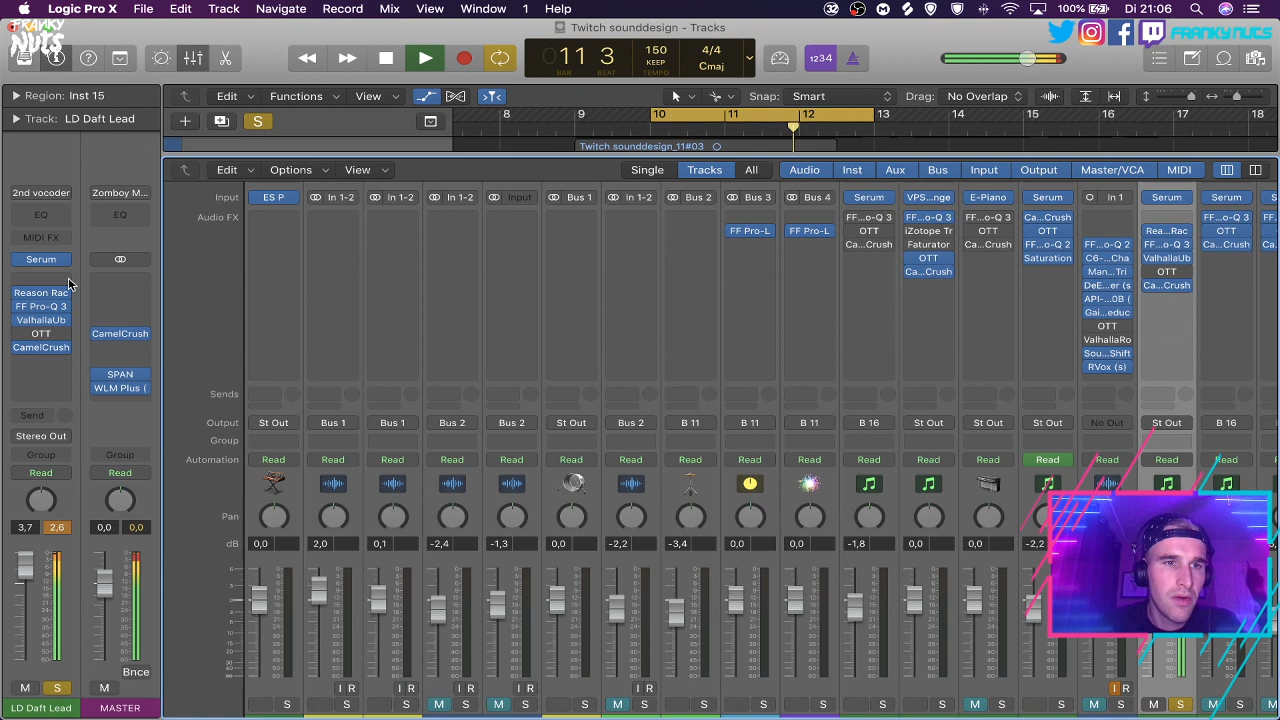 Logic Pro X File Edit Track Navigate Record Mix View Window 1 Help 100% Di 21:06
FRANKY NUTS
Twitch sounddesign - Tracks
FRANKY NUTS
11 3 150 4/4
KEEP Cmaj
BAR BEAT TEMPO
1234
Region: Inst 15
Edit Functions View Snap: Smart Drag: No Overlap
Track: LD Daft Lead
S 8 9 10 11 12 13 14 15 16 17 18
Twitch sounddesign_11#03
Edit Options View Single Tracks All Audio Inst Aux Bus Input Output Master/VCA MIDI
2nd vocoder Zomboy M...
Input ES P In 1-2 In 1-2 Input Bus 1 In 1-2 Bus 2 Bus 3 Bus 4 Serum VPS...nge E-Piano Serum In 1 Serum Serum
EQ EQ
Audio FX FF...o-Q 3 FF...o-Q 3 FF...o-Q 3 Ca...Crush FF...o-Q 3
MIDI FX
FF Pro-L FF Pro-L OTT iZotope Tr OTT OTT Rea...Rac OTT
Ca...Crush Faturator Ca...Crush FF...o-Q 2 FF...o-Q 2 FF...o-Q 3 Ca...Crush
Serum
OTT Saturation C6-...Cha ValhallaUb
Ca...Crush Man...Tri OTT
DeE...er (s Ca...Crush
Reason Rac
API-...0B (
FF Pro-Q 3
Gai...educ
ValhallaUb
OTT
OTT CamelCrush
ValhallaRo
CamelCrush
Sou...Shift
RVox (s)
SPAN
WLM Plus (
Sends
Send
Stereo Out
Output St Out Bus 1 Bus 1 Bus 2 Bus 2 St Out Bus 2 B 11 B 11 B 11 B 16 St Out St Out St Out No Out St Out B 16
Group
Group Group
Automation Read Read Read Read Read Read Read Read Read Read Read Read Read Read Read Read Read
Read Read
Pan
3,7 2,6 0,0 0,0
dB 0,0 2,0 0,1 -2,4 -1,3 0,0 -2,2 -3,4 0,0 0,0 -1,8 0,0 0,0 -2,2
Bnce
M S M
I R I R I R I R
S S S M S M S S M S S S S S S M S S M S M S M S
LD Daft Lead MASTER